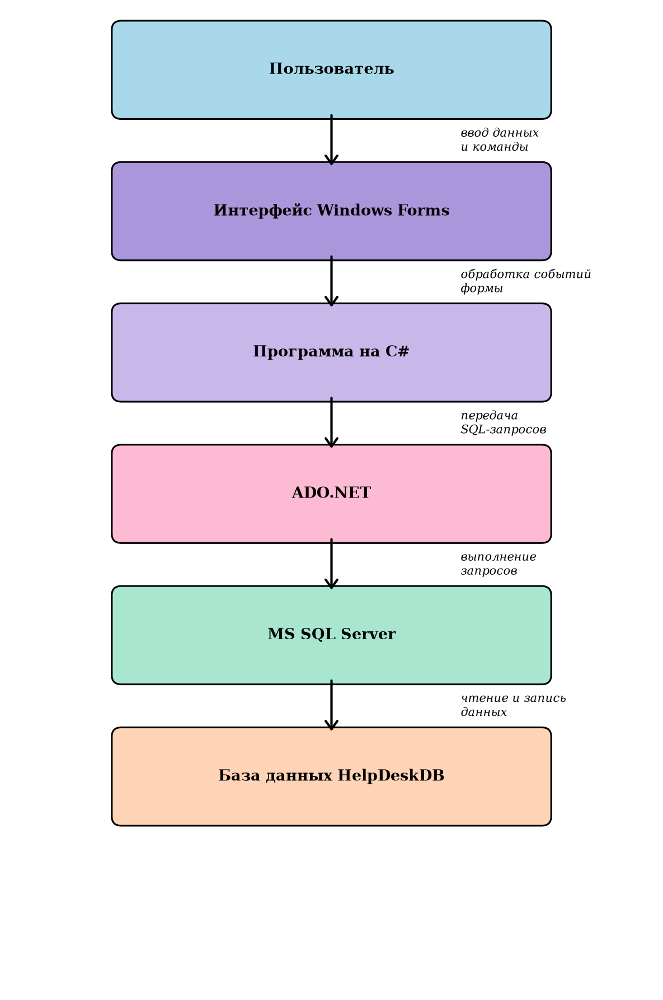 Пользователь
ввод данных
и команды
Интерфейс Windows Forms
обработка событий
формы
Программа на C#
передача
SQL-запросов
ADO.NET
выполнение
запросов
MS SQL Server
чтение и запись
данных
База данных HelpDeskDB